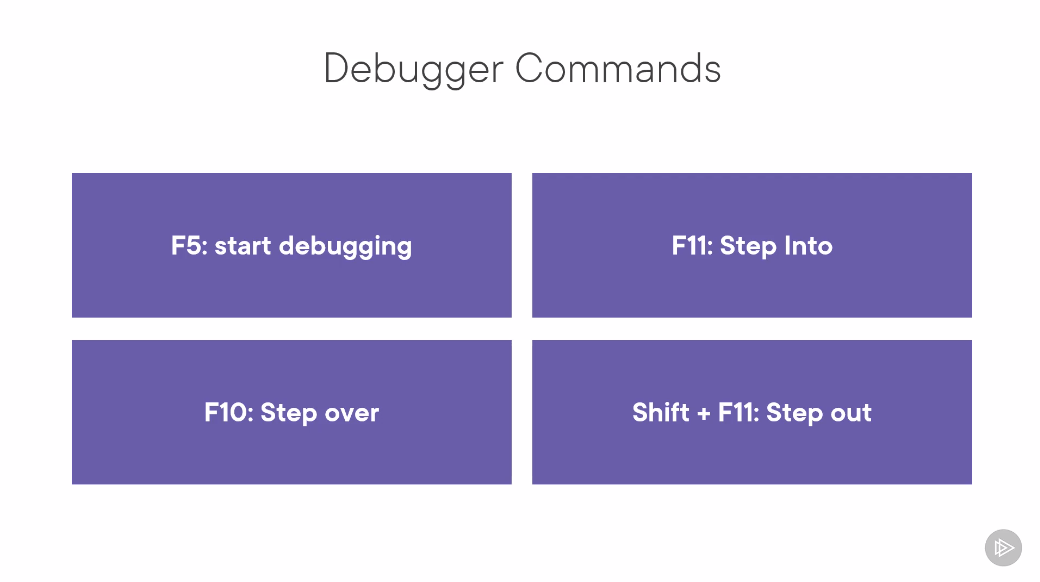 Debugger Commands
F5: start debugging
F11: Step Into
F10: Step over
Shift + F11: Step out